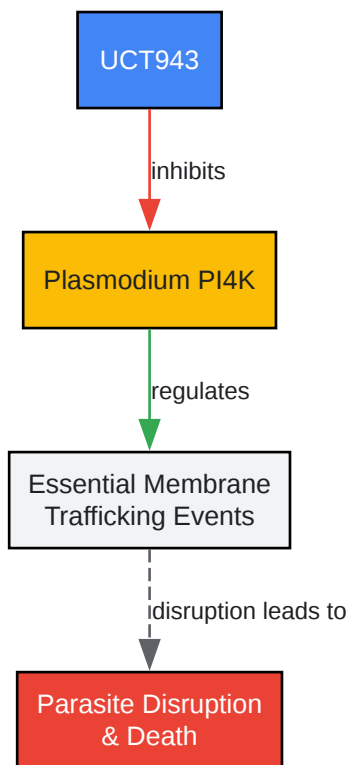 UCT943
inhibits
Plasmodium PI4K
regulates
Essential Membrane
Trafficking Events
disruption leads to
Parasite Disruption
& Death